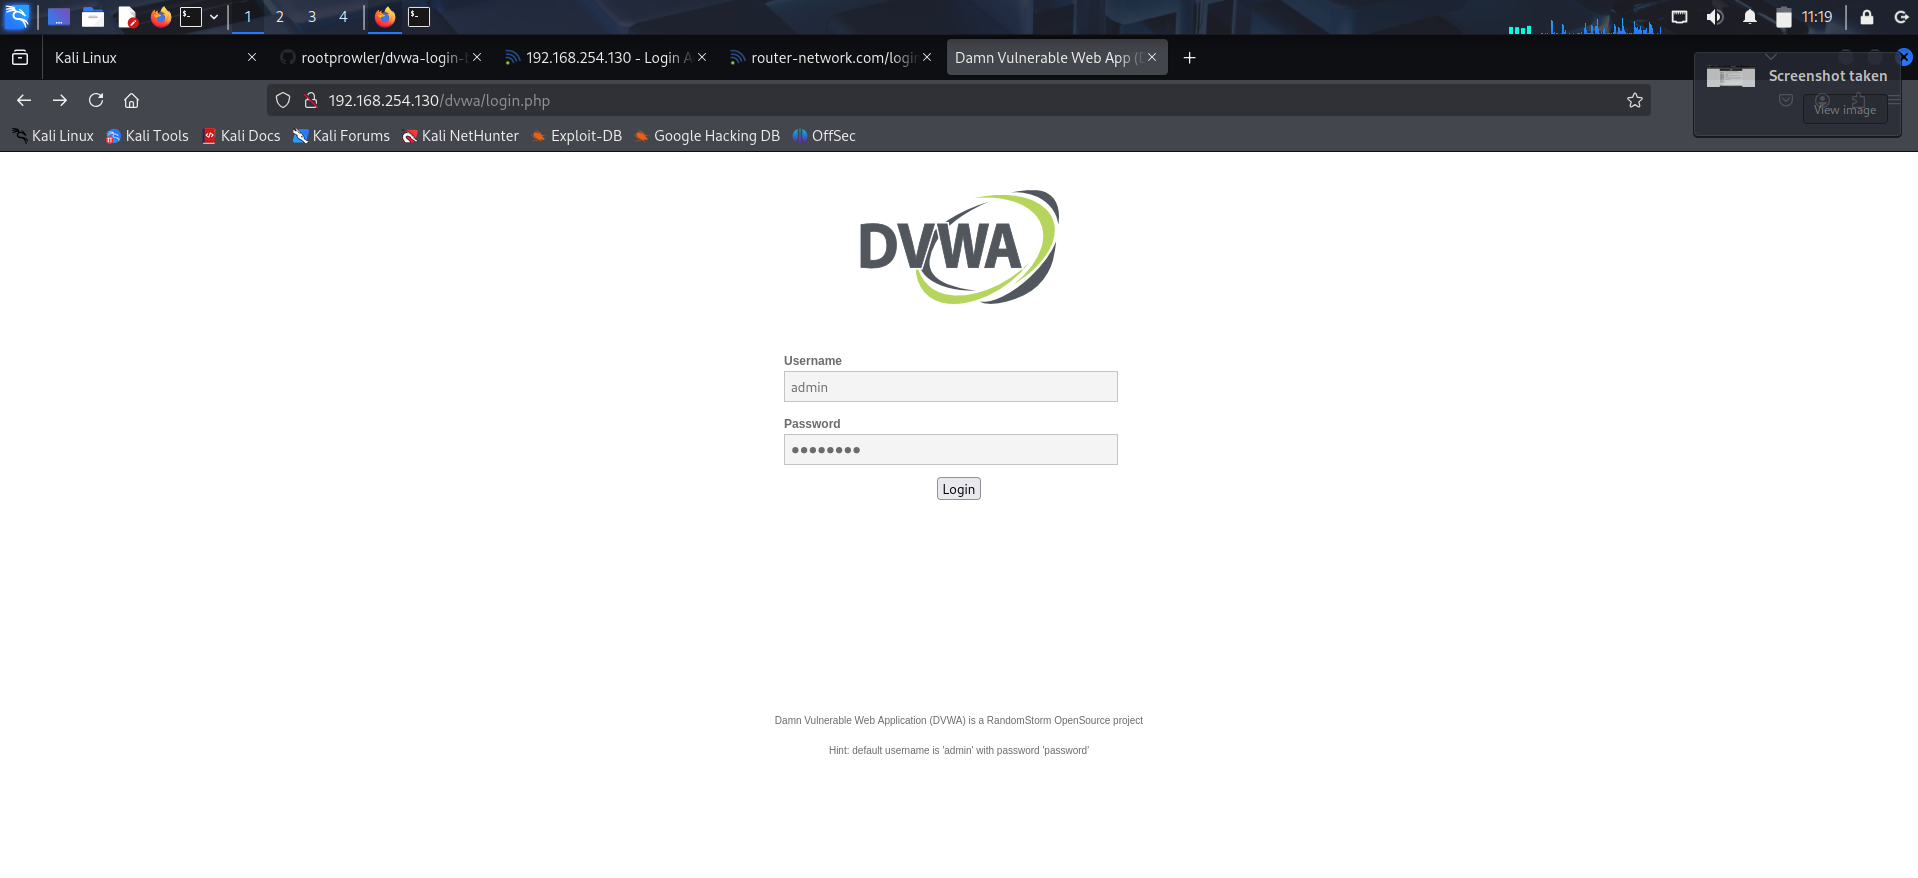 1 2 3 4 11:19
Kali Linux rootprowler/dvwa-login- 192.168.254.130 - Login A router-network.com/login Damn Vulnerable Web App (D
Screenshot taken
View image
192.168.254.130/dvwa/login.php
Kali Linux Kali Tools Kali Docs Kali Forums Kali NetHunter Exploit-DB Google Hacking DB OffSec
DVWA
Username
admin
Password
Login
Damn Vulnerable Web Application (DVWA) is a RandomStorm OpenSource project
Hint: default username is 'admin' with password 'password'